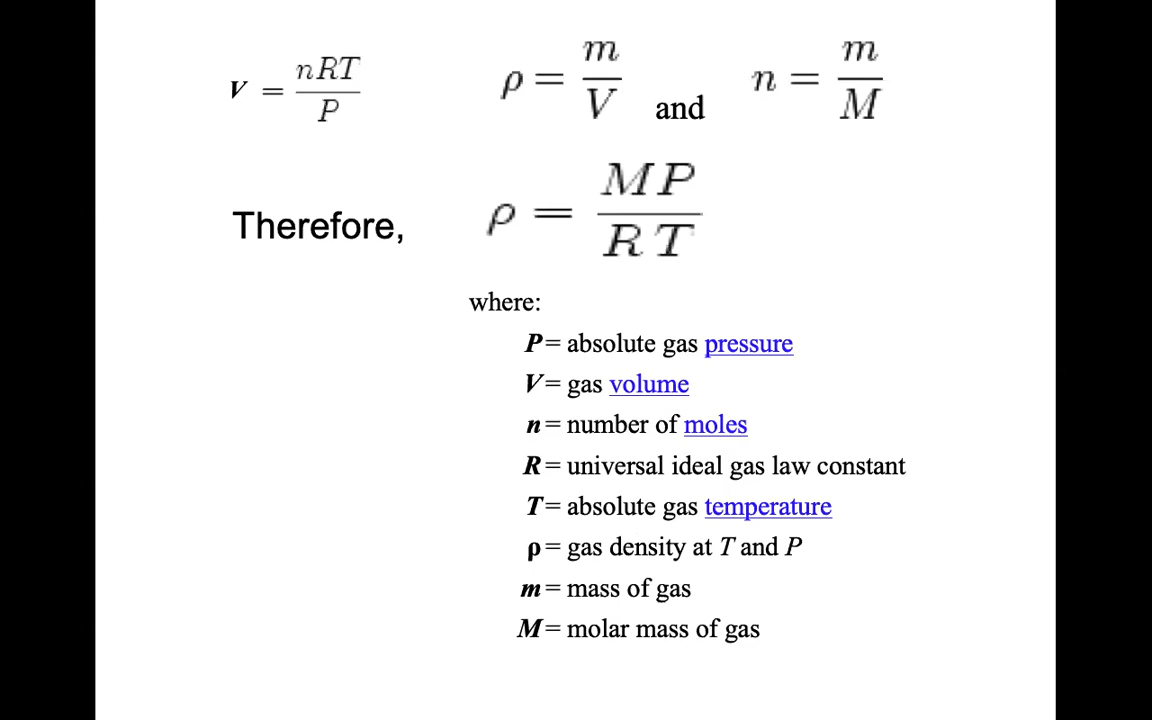 V = nRT/P    ρ = m/V and n = m/M
Therefore, ρ = MP/RT
where:
P = absolute gas pressure
V = gas volume
n = number of moles
R = universal ideal gas law constant
T = absolute gas temperature
ρ = gas density at T and P
m = mass of gas
M = molar mass of gas